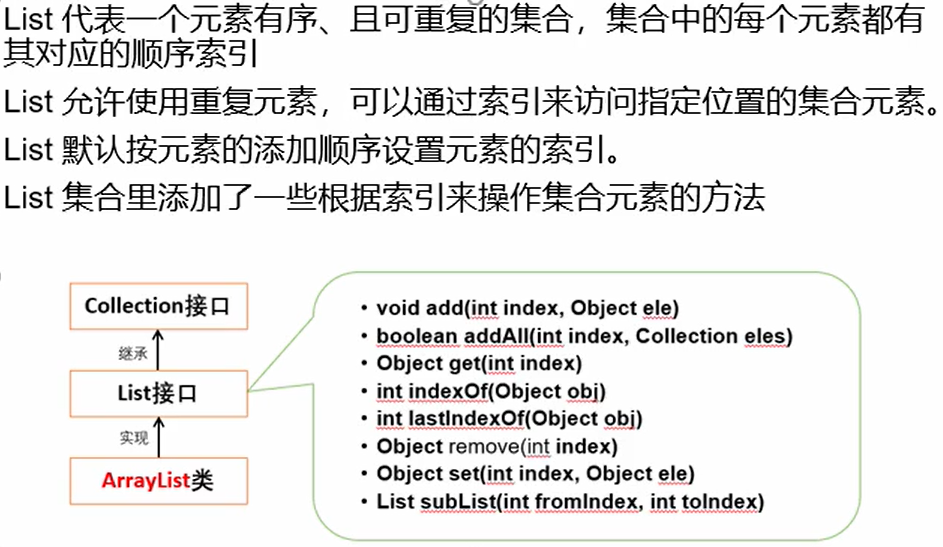 List 代表一个元素有序、且可重复的集合，集合中的每个元素都有
其对应的顺序索引
List 允许使用重复元素，可以通过索引来访问指定位置的集合元素。
List 默认按元素的添加顺序设置元素的索引。
List 集合里添加了一些根据索引来操作集合元素的方法
Collection接口
继承
List接口
实现
ArrayList类
• void add(int index, Object ele)
• boolean addAll(int index, Collection eles)
• Object get(int index)
• int indexOf(Object obj)
• int lastIndexOf(Object obj)
• Object remove(int index)
• Object set(int index, Object ele)
• List subList(int fromIndex, int toIndex)